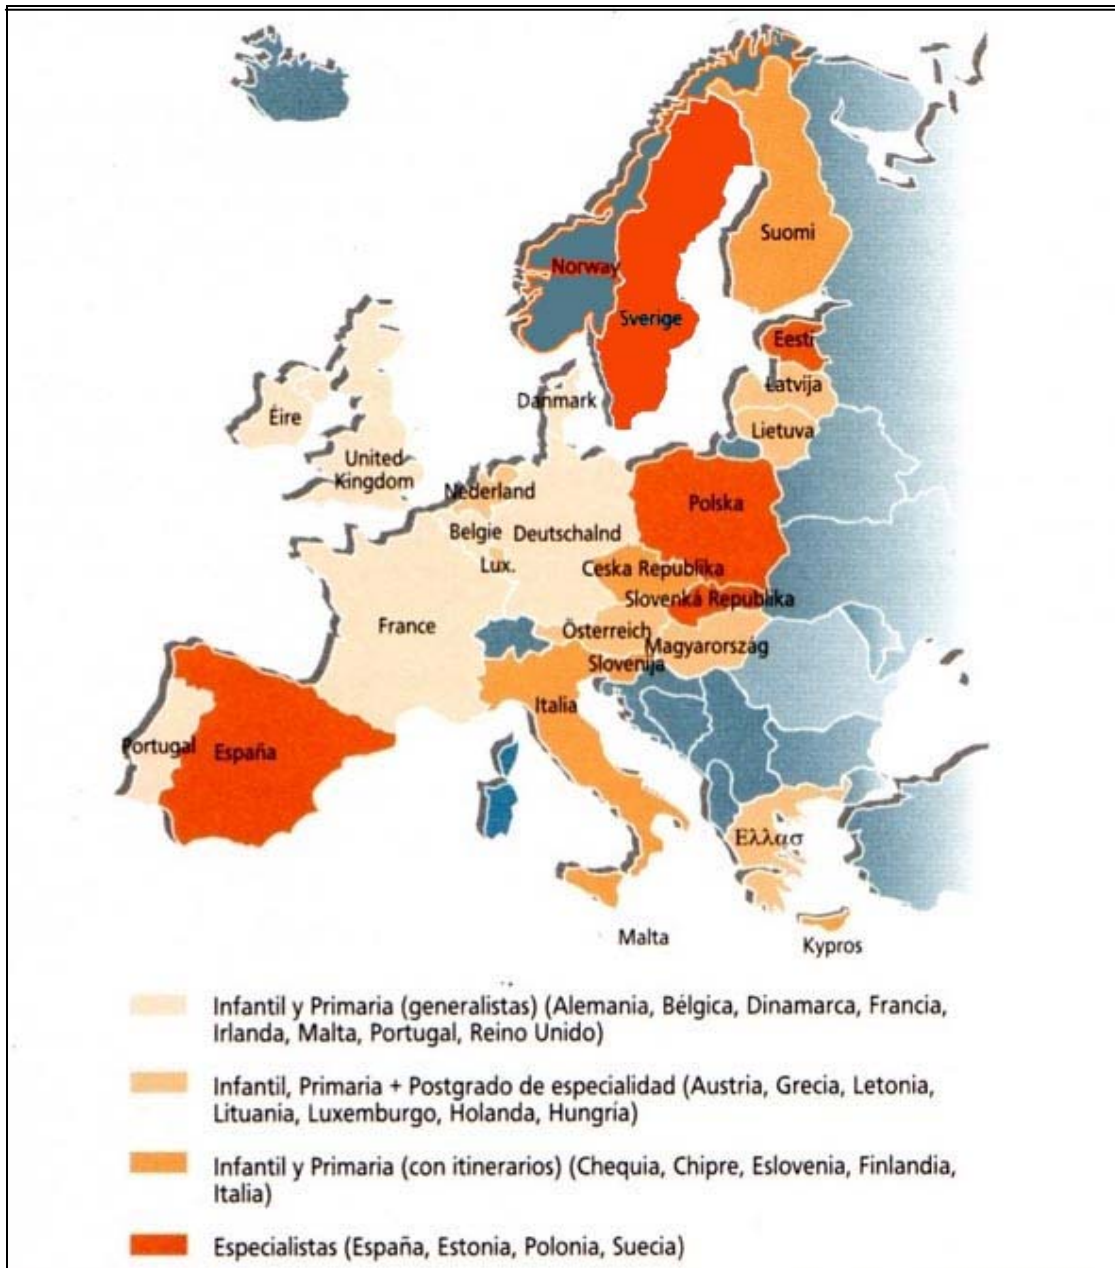 Suomi
Norway
Sverige
Eesti
Latvija
Danmark
Éire
Lietuva
United
Kingdom
Nederland
Polska
Belgie
Deutschalnd
Lux.
Ceska Republika
Slovenká Republika
France
Österreich
Magyarország
Slovenija
Italia
Portugal
España
Ελλασ
Malta
Kypros
Infantil y Primaria (generalistas) (Alemania, Bélgica, Dinamarca, Francia,
Irlanda, Malta, Portugal, Reino Unido)
Infantil, Primaria + Postgrado de especialidad (Austria, Grecia, Letonia,
Lituania, Luxemburgo, Holanda, Hungría)
Infantil y Primaria (con itinerarios) (Chequia, Chipre, Eslovenia, Finlandia,
Italia)
Especialistas (España, Estonia, Polonia, Suecia)